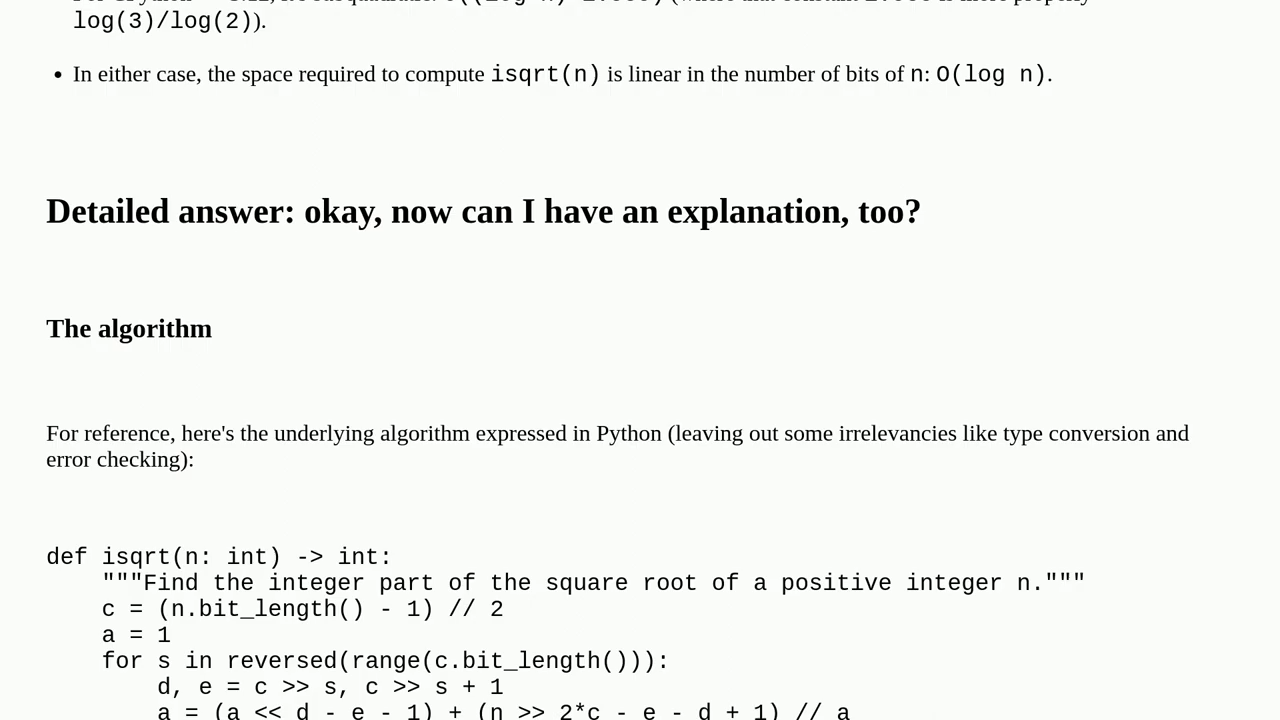 log(3)/log(2)).
• In either case, the space required to compute isqrt(n) is linear in the number of bits of n: O(log n).
Detailed answer: okay, now can I have an explanation, too?
The algorithm
For reference, here's the underlying algorithm expressed in Python (leaving out some irrelevancies like type conversion and
error checking):
def isqrt(n: int) -> int:
    """Find the integer part of the square root of a positive integer n."""
    c = (n.bit_length() - 1) // 2
    a = 1
    for s in reversed(range(c.bit_length())):
        d, e = c >> s, c >> s + 1
        a = (a << d - e - 1) + (n >> 2*c - e - d + 1) // a